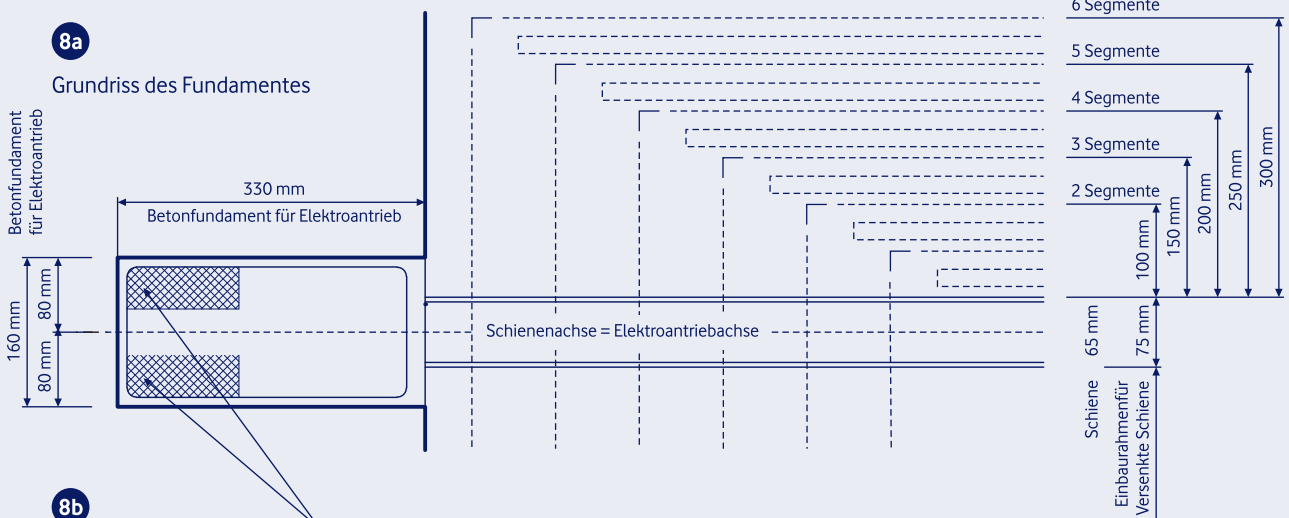 6 Segmente
8a
5 Segmente
Grundriss des Fundamentes
4 Segmente
Betonfundament
für Elektroantrieb
3 Segmente
330 mm
2 Segmente
Betonfundament für Elektroantrieb
100 mm
150 mm
200 mm
250 mm
300 mm
160 mm
80 mm
80 mm
Schienenachse = Elektroantriebachse
65 mm
75 mm
Schiene
Einbaurahmenfür
Versenkte Schiene
8b